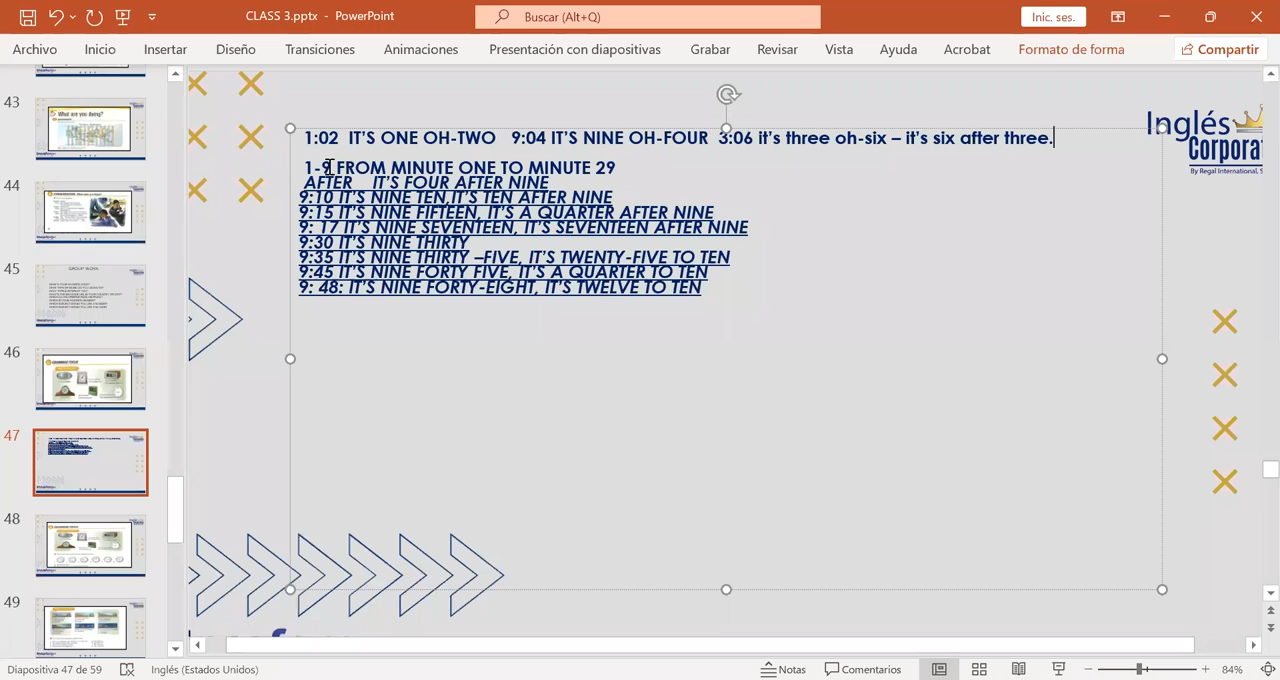 CLASS 3.pptx - PowerPoint
Buscar (Alt+Q)
Inic. ses.
Archivo Inicio Insertar Diseño Transiciones Animaciones Presentación con diapositivas Grabar Revisar Vista Ayuda Acrobat Formato de forma Compartir
43
What are you doing?
44
45
46
47
48
49
1:02 IT'S ONE OH-TWO 9:04 IT'S NINE OH-FOUR 3:06 it's three oh-six – it's six after three.
1-9 FROM MINUTE ONE TO MINUTE 29
AFTER IT'S FOUR AFTER NINE
9:10 IT'S NINE TEN,IT'S TEN AFTER NINE
9:15 IT'S NINE FIFTEEN, IT'S A QUARTER AFTER NINE
9: 17 IT'S NINE SEVENTEEN, IT'S SEVENTEEN AFTER NINE
9:30 IT'S NINE THIRTY
9:35 IT'S NINE THIRTY –FIVE, IT'S TWENTY-FIVE TO TEN
9:45 IT'S NINE FORTY FIVE, IT'S A QUARTER TO TEN
9: 48: IT'S NINE FORTY-EIGHT, IT'S TWELVE TO TEN
Inglés
Corporat
By Regal International, S
Diapositiva 47 de 59 Inglés (Estados Unidos) Notas Comentarios 84%